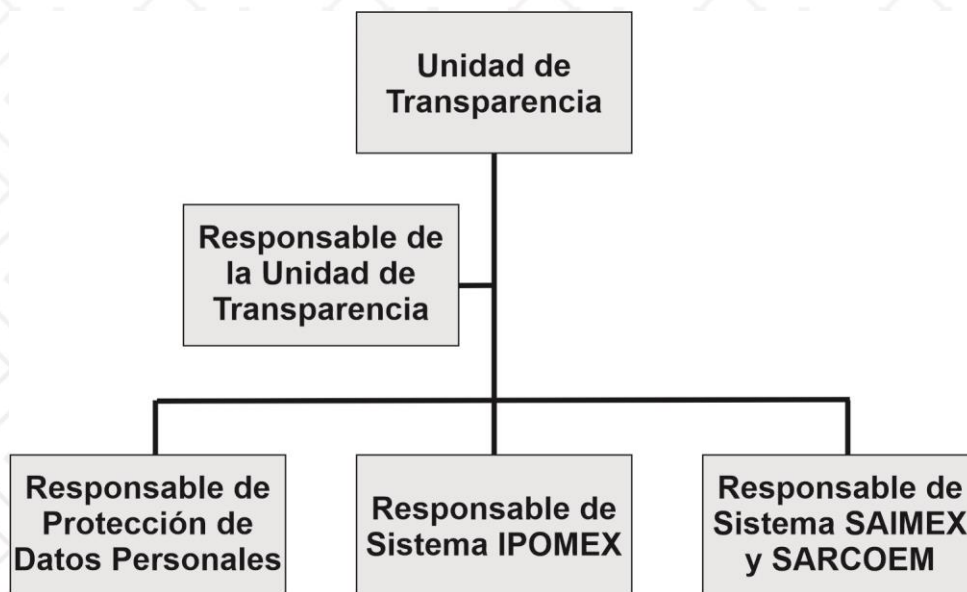 Unidad de
Transparencia
Responsable de
la Unidad de
Transparencia
Responsable de
Protección de
Datos Personales
Responsable de
Sistema IPOMEX
Responsable de
Sistema SAIMEX
y SARCOEM